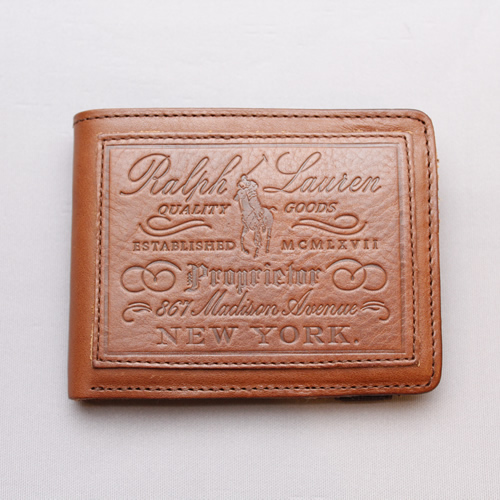 Ralph Lauren
QUALITY GOODS
ESTABLISHED MCMLXVII
Proprietor
867 Madison Avenue
NEW YORK.